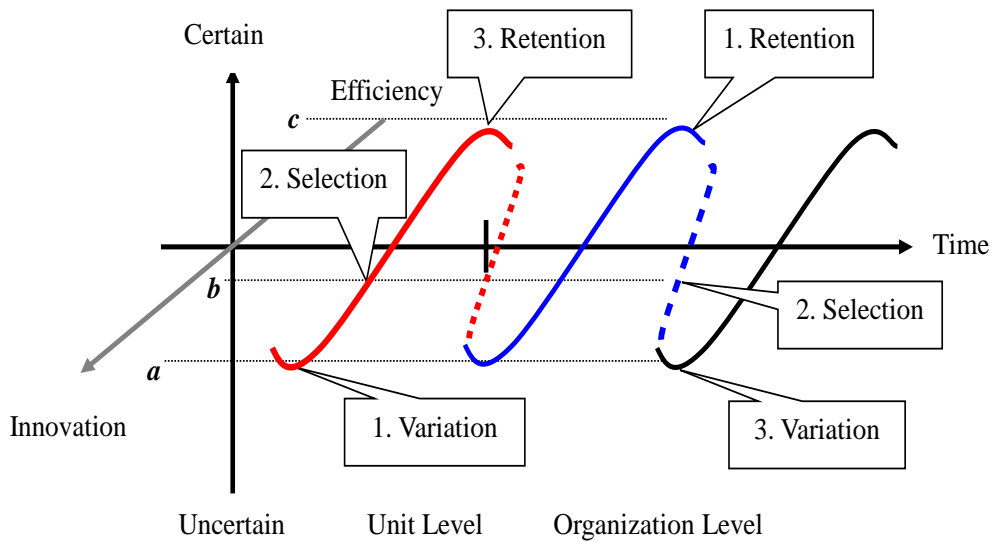 Certain
3. Retention
1. Retention
Efficiency
c
2. Selection
Time
b
2. Selection
a
Innovation
1. Variation
3. Variation
Uncertain
Unit Level
Organization Level